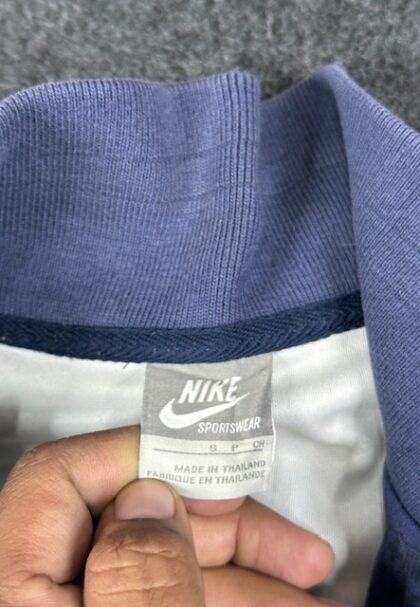 NIKE
SPORTSWEAR
S P CH
MADE IN THAILAND
FABRIQUE EN THAILANDE